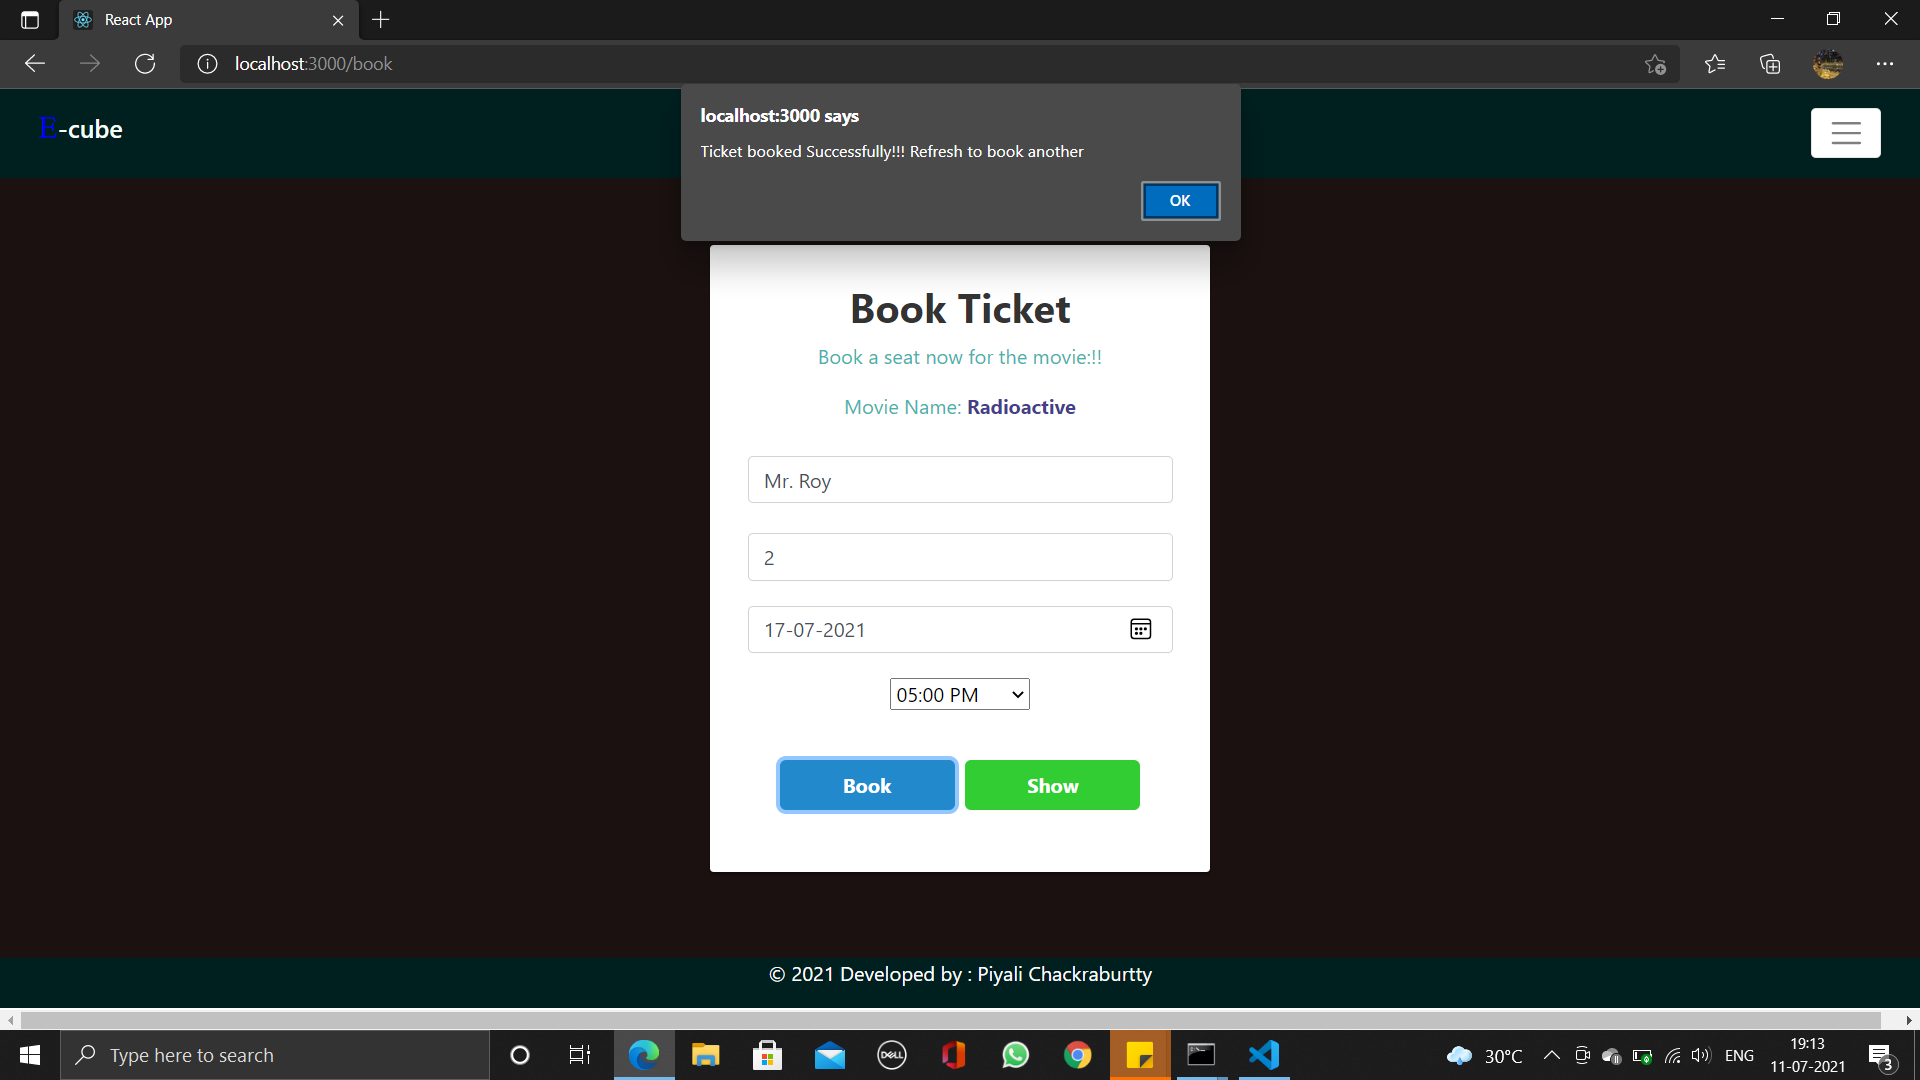 React App
localhost:3000/book
E-cube
localhost:3000 says
Ticket booked Successfully!!! Refresh to book another
OK
Book Ticket
Book a seat now for the movie:!!
Movie Name: Radioactive
Mr. Roy
2
17-07-2021
05:00 PM
Book Show
© 2021 Developed by : Piyali Chackraburtty
Type here to search
DELL
30°C
ENG
19:13
11-07-2021
3